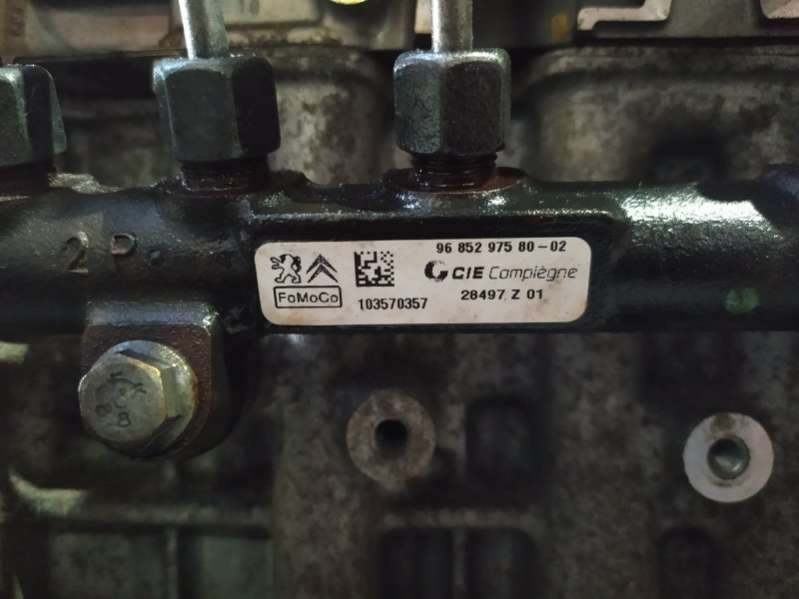 2 P.
96 852 975 80-02
CIE Compiègne
FoMoCo
103570357
28497 Z 01
8.8